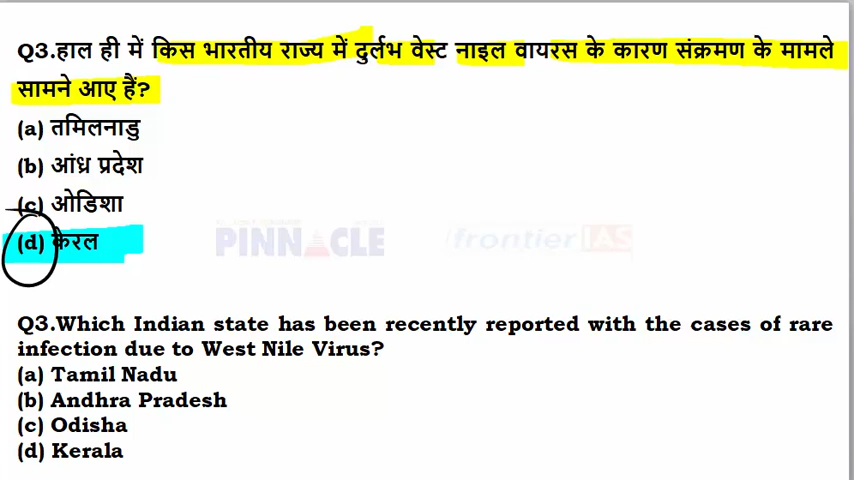 Q3.हाल ही में किस भारतीय राज्य में दुर्लभ वेस्ट नाइल वायरस के कारण संक्रमण के मामले
सामने आए हैं?
(a) तमिलनाडु
(b) आंध्र प्रदेश
(c) ओडिशा
(d) केरल
PINNACLE frontier IAS
Q3.Which Indian state has been recently reported with the cases of rare
infection due to West Nile Virus?
(a) Tamil Nadu
(b) Andhra Pradesh
(c) Odisha
(d) Kerala